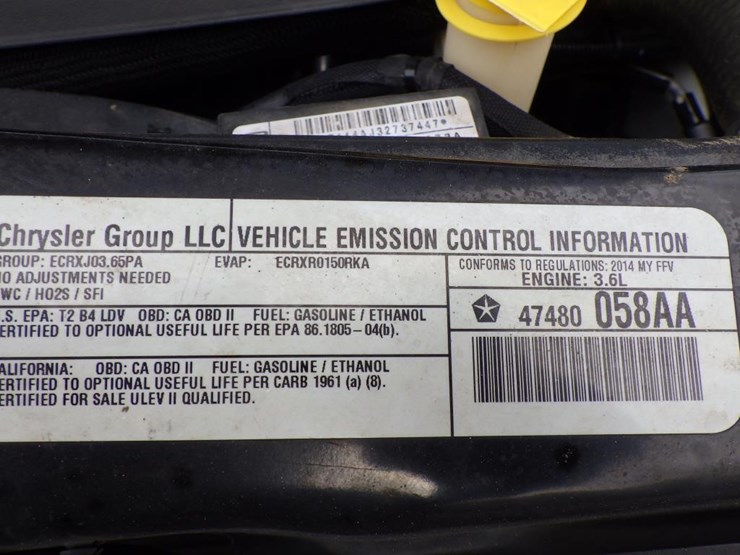 J32737447*
Chrysler Group LLC VEHICLE EMISSION CONTROL INFORMATION
GROUP: ECRXJ03.65PA EVAP: ECRXR0150RKA
NO ADJUSTMENTS NEEDED
WC / HO2S / SFI
.S. EPA: T2 B4 LDV OBD: CA OBD II FUEL: GASOLINE / ETHANOL
ERTIFIED TO OPTIONAL USEFUL LIFE PER EPA 86.1805-04(b).
ALIFORNIA: OBD: CA OBD II FUEL: GASOLINE / ETHANOL
ERTIFIED TO OPTIONAL USEFUL LIFE PER CARB 1961 (a) (8).
ERTIFIED FOR SALE ULEV II QUALIFIED.
CONFORMS TO REGULATIONS: 2014 MY FFV
ENGINE: 3.6L
47480 058AA